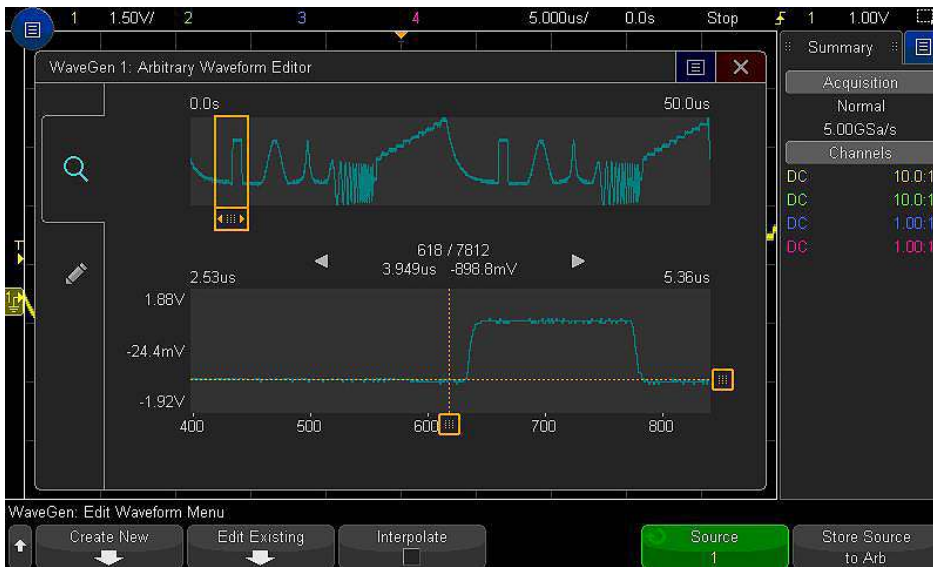 1 1.50V/ 2 3 4 5.000us/ 0.0s Stop 1 1.00V
Summary
WaveGen 1: Arbitrary Waveform Editor
Acquisition
Normal
5.00GSa/s
Channels
DC 10.0:1
DC 10.0:1
DC 1.00:1
DC 1.00:1
0.0s 50.0us
618 / 7812
3.949us -898.8mV
2.53us 5.36us
T
1.88V
-24.4mV
-1.92V
400 500 600 700 800
WaveGen: Edit Waveform Menu
Create New
Edit Existing
Interpolate
Source
1
Store Source
to Arb